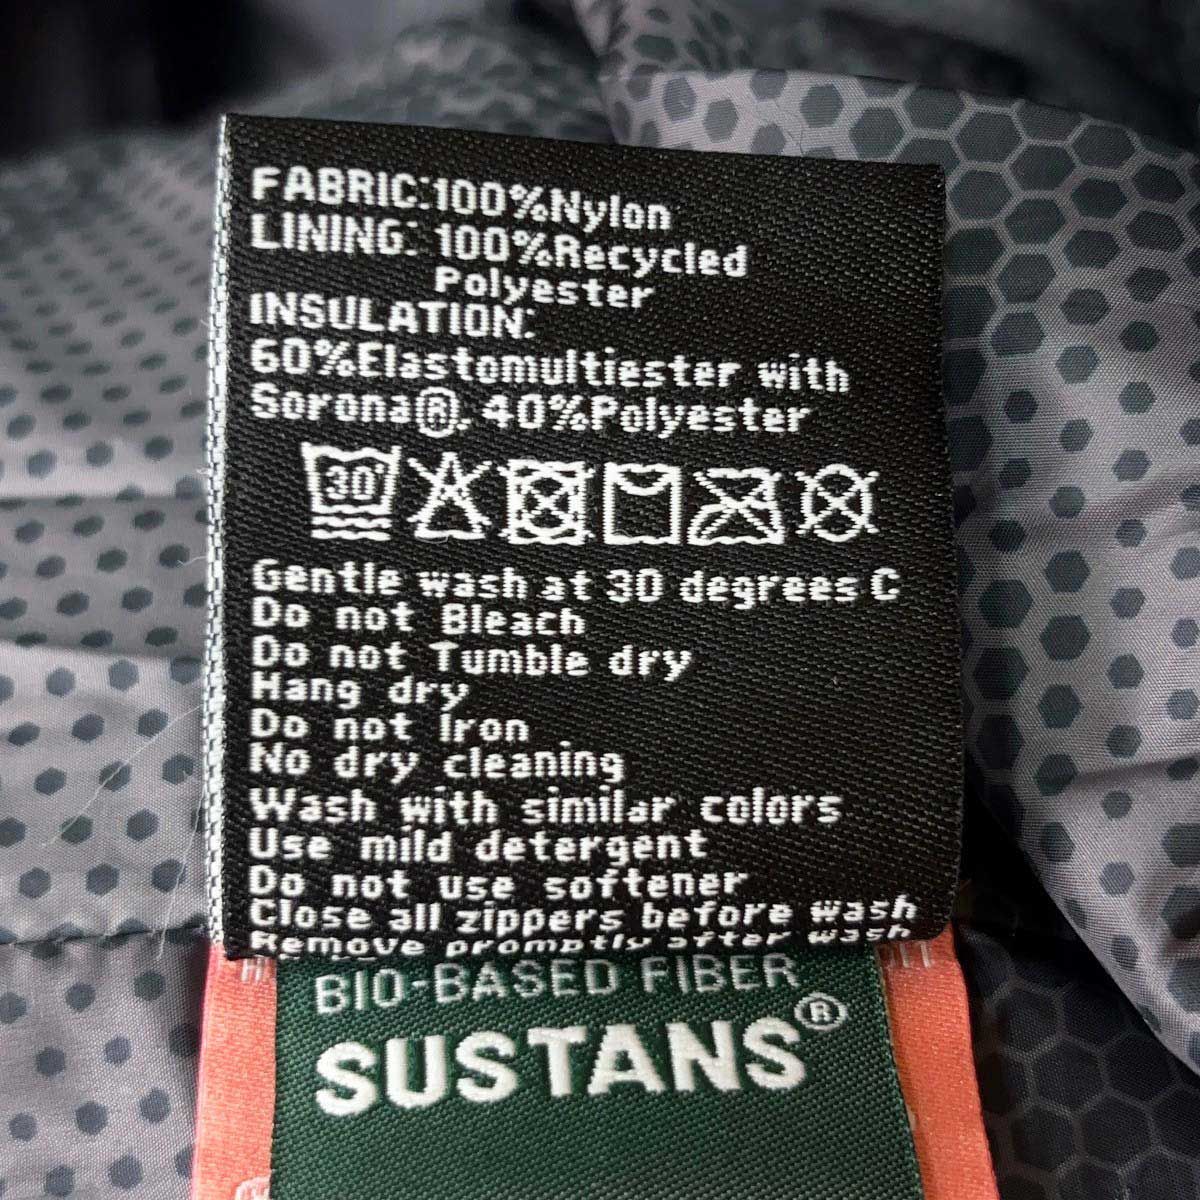 FABRIC:100%Nylon
LINING: 100%Recycled
Polyester
INSULATION:
60%Elastomultiester with
Sorona®. 40%Polyester
30
Gentle wash at 30 degrees C
Do not Bleach
Do not Tumble dry
Hang dry
Do not Iron
No dry cleaning
Wash with similar colors
Use mild detergent
Do not use softener
Close all zippers before wash
Remove promptly after wash
BIO-BASED FIBER
SUSTANS®